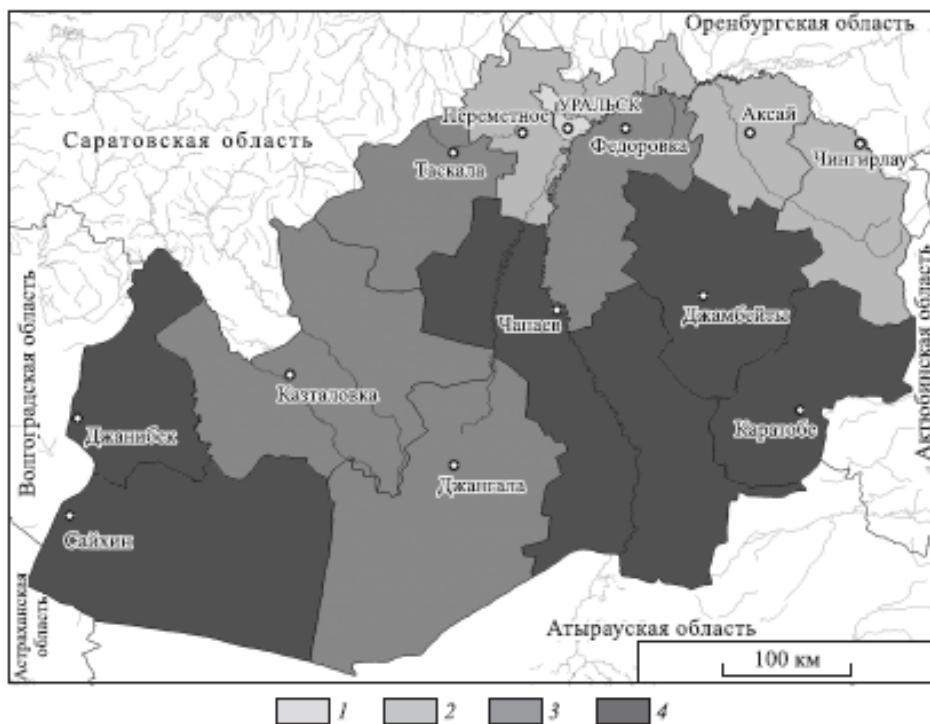 Оренбургская область
Саратовская область
Переметное
УРАЛЬСК
Аксай
Федоровка
Чингирлау
Таскала
Волгоградская область
Актюбинская область
Чапаев
Джамбейты
Казталовка
Джанибек
Каратобе
Джангала
Сайхин
Астраханская
область
Атырауская область
100 км
1 2 3 4